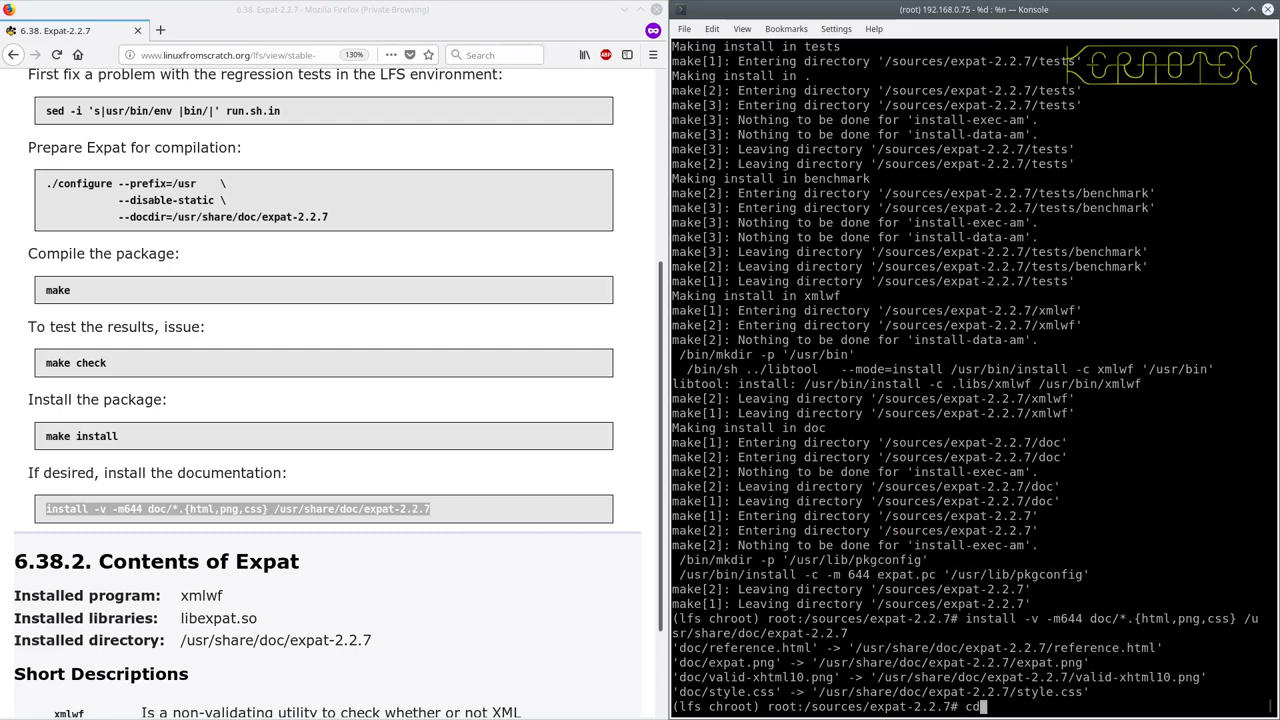 6.38. Expat-2.2.7 - Mozilla Firefox (Private Browsing)
6.38. Expat-2.2.7
www.linuxfromscratch.org/lfs/view/stable-
130%
Search
First fix a problem with the regression tests in the LFS environment:
sed -i 's|usr/bin/env |bin/|' run.sh.in
Prepare Expat for compilation:
./configure --prefix=/usr    \
--disable-static \
--docdir=/usr/share/doc/expat-2.2.7
Compile the package:
make
To test the results, issue:
make check
Install the package:
make install
If desired, install the documentation:
install -v -m644 doc/*.{html,png,css} /usr/share/doc/expat-2.2.7
6.38.2. Contents of Expat
Installed program: xmlwf
Installed libraries: libexpat.so
Installed directory: /usr/share/doc/expat-2.2.7
Short Descriptions
xmlwf Is a non-validating utility to check whether or not XML
(root) 192.168.0.75 - %d : %n — Konsole
File Edit View Bookmarks Settings Help
Making install in tests
make[1]: Entering directory '/sources/expat-2.2.7/tests'
Making install in .
make[2]: Entering directory '/sources/expat-2.2.7/tests'
make[3]: Entering directory '/sources/expat-2.2.7/tests'
make[3]: Nothing to be done for 'install-exec-am'.
make[3]: Nothing to be done for 'install-data-am'.
make[3]: Leaving directory '/sources/expat-2.2.7/tests'
make[2]: Leaving directory '/sources/expat-2.2.7/tests'
Making install in benchmark
make[2]: Entering directory '/sources/expat-2.2.7/tests/benchmark'
make[3]: Entering directory '/sources/expat-2.2.7/tests/benchmark'
make[3]: Nothing to be done for 'install-exec-am'.
make[3]: Nothing to be done for 'install-data-am'.
make[3]: Leaving directory '/sources/expat-2.2.7/tests/benchmark'
make[2]: Leaving directory '/sources/expat-2.2.7/tests/benchmark'
make[1]: Leaving directory '/sources/expat-2.2.7/tests'
Making install in xmlwf
make[1]: Entering directory '/sources/expat-2.2.7/xmlwf'
make[2]: Entering directory '/sources/expat-2.2.7/xmlwf'
make[2]: Nothing to be done for 'install-data-am'.
/bin/mkdir -p '/usr/bin'
/bin/sh ../libtool   --mode=install /usr/bin/install -c xmlwf '/usr/bin'
libtool: install: /usr/bin/install -c .libs/xmlwf /usr/bin/xmlwf
make[2]: Leaving directory '/sources/expat-2.2.7/xmlwf'
make[1]: Leaving directory '/sources/expat-2.2.7/xmlwf'
Making install in doc
make[1]: Entering directory '/sources/expat-2.2.7/doc'
make[2]: Entering directory '/sources/expat-2.2.7/doc'
make[2]: Nothing to be done for 'install-exec-am'.
make[2]: Leaving directory '/sources/expat-2.2.7/doc'
make[1]: Leaving directory '/sources/expat-2.2.7/doc'
make[1]: Entering directory '/sources/expat-2.2.7'
make[2]: Entering directory '/sources/expat-2.2.7'
make[2]: Nothing to be done for 'install-exec-am'.
/bin/mkdir -p '/usr/lib/pkgconfig'
/usr/bin/install -c -m 644 expat.pc '/usr/lib/pkgconfig'
make[2]: Leaving directory '/sources/expat-2.2.7'
make[1]: Leaving directory '/sources/expat-2.2.7'
(lfs chroot) root:/sources/expat-2.2.7# install -v -m644 doc/*.{html,png,css} /u
sr/share/doc/expat-2.2.7
'doc/reference.html' -> '/usr/share/doc/expat-2.2.7/reference.html'
'doc/expat.png' -> '/usr/share/doc/expat-2.2.7/expat.png'
'doc/valid-xhtml10.png' -> '/usr/share/doc/expat-2.2.7/valid-xhtml10.png'
'doc/style.css' -> '/usr/share/doc/expat-2.2.7/style.css'
(lfs chroot) root:/sources/expat-2.2.7# cd